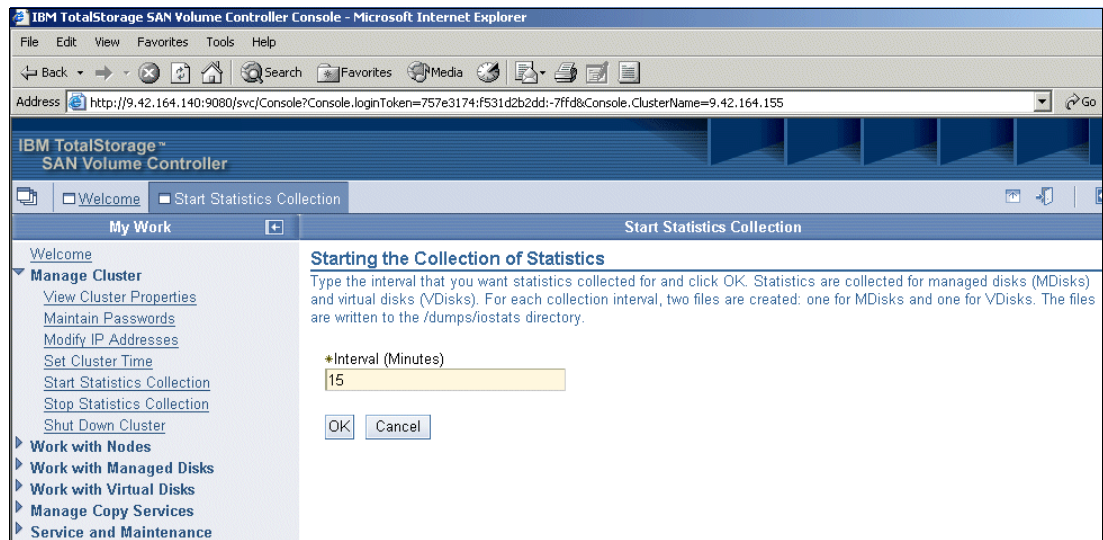 IBM TotalStorage SAN Volume Controller Console - Microsoft Internet Explorer
File Edit View Favorites Tools Help
Back Search Favorites Media
Address http://9.42.164.140:9080/svc/Console?Console.loginToken=757e3174:f531d2b2dd:-7ffd&Console.ClusterName=9.42.164.155 Go
IBM TotalStorage™
SAN Volume Controller
Welcome Start Statistics Collection
My Work
Start Statistics Collection
Welcome
Manage Cluster
View Cluster Properties
Maintain Passwords
Modify IP Addresses
Set Cluster Time
Start Statistics Collection
Stop Statistics Collection
Shut Down Cluster
Work with Nodes
Work with Managed Disks
Work with Virtual Disks
Manage Copy Services
Service and Maintenance
Starting the Collection of Statistics
Type the interval that you want statistics collected for and click OK. Statistics are collected for managed disks (MDisks)
and virtual disks (VDisks). For each collection interval, two files are created: one for MDisks and one for VDisks. The files
are written to the /dumps/iostats directory.
Interval (Minutes)
15
OK Cancel